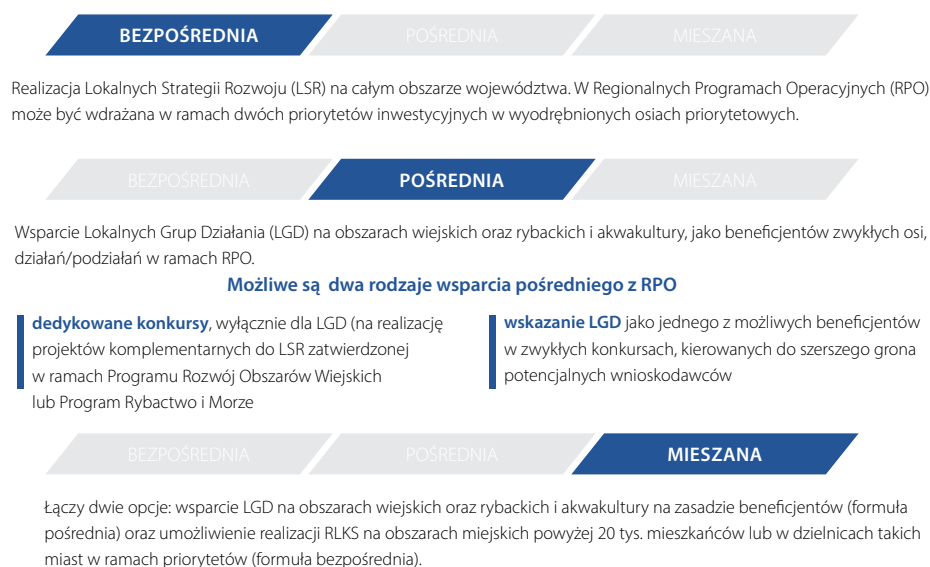 BEZPOŚREDNIA POŚREDNIA MIESZANA
Realizacja Lokalnych Strategii Rozwoju (LSR) na całym obszarze województwa. W Regionalnych Programach Operacyjnych (RPO)
może być wdrażana w ramach dwóch priorytetów inwestycyjnych w wyodrębnionych osiach priorytetowych.
BEZPOŚREDNIA POŚREDNIA MIESZANA
Wsparcie Lokalnych Grup Działania (LGD) na obszarach wiejskich oraz rybackich i akwakultury, jako beneficjentów zwykłych osi,
działań/podziałań w ramach RPO.
Możliwe są dwa rodzaje wsparcia pośredniego z RPO
dedykowane konkursy, wyłącznie dla LGD (na realizację
projektów komplementarnych do LSR zatwierdzonej
w ramach Programu Rozwój Obszarów Wiejskich
lub Program Rybactwo i Morze
wskazanie LGD jako jednego z możliwych beneficjentów
w zwykłych konkursach, kierowanych do szerszego grona
potencjalnych wnioskodawców
BEZPOŚREDNIA POŚREDNIA MIESZANA
Łączy dwie opcje: wsparcie LGD na obszarach wiejskich oraz rybackich i akwakultury na zasadzie beneficjentów (formuła
pośrednia) oraz umożliwienie realizacji RLKS na obszarach miejskich powyżej 20 tys. mieszkańców lub w dzielnicach takich
miast w ramach priorytetów (formuła bezpośrednia).